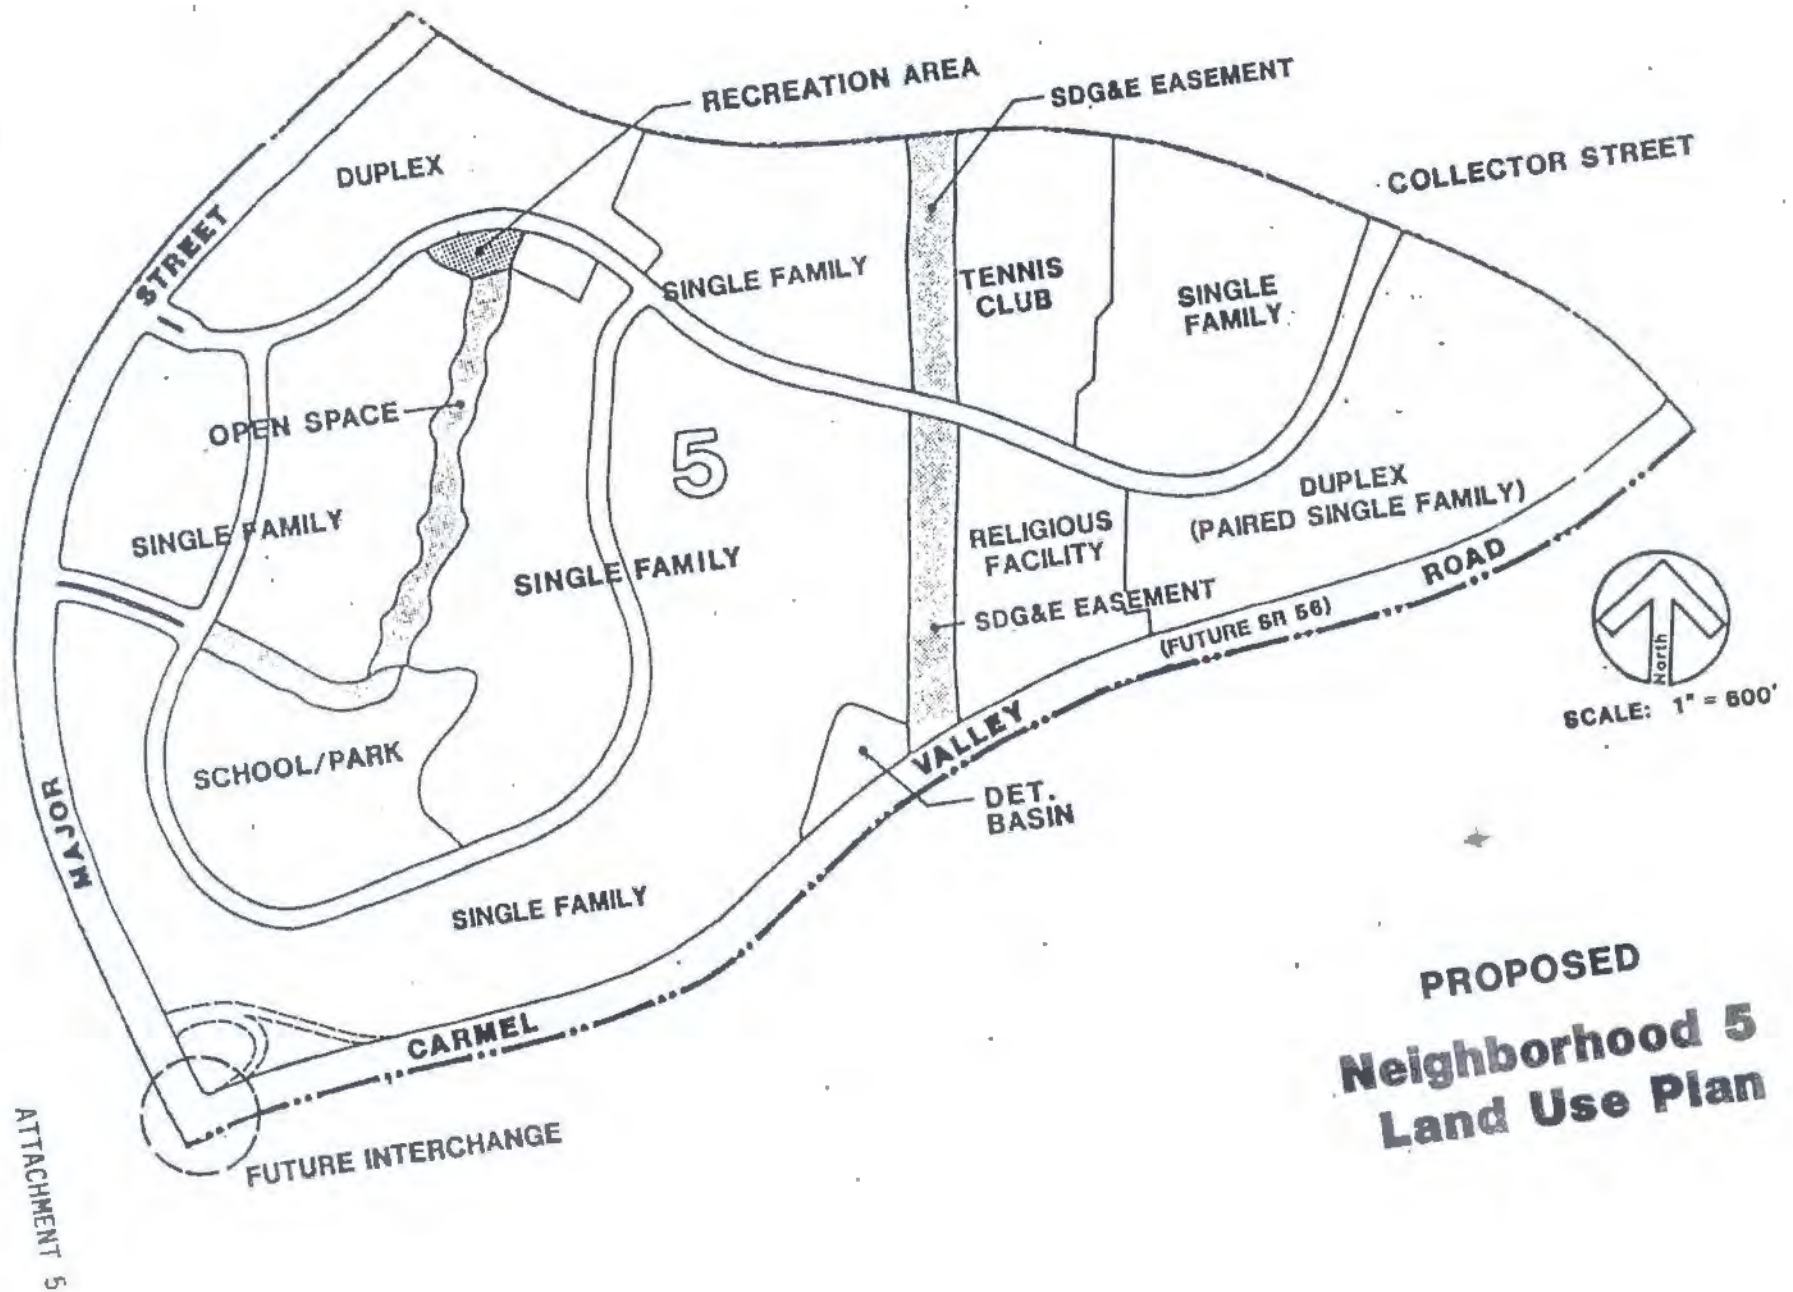 RECREATION AREA
SDG&E EASEMENT
COLLECTOR STREET
DUPLEX
STREET
SINGLE FAMILY
TENNIS
CLUB
SINGLE
FAMILY
OPEN SPACE
5
SINGLE FAMILY
SINGLE FAMILY
RELIGIOUS
FACILITY
DUPLEX
(PAIRED SINGLE FAMILY)
SDG&E EASEMENT
ROAD
(FUTURE SR 56)
North
SCALE: 1" = 600'
SCHOOL/PARK
MAJOR
VALLEY
DET.
BASIN
SINGLE FAMILY
CARMEL
FUTURE INTERCHANGE
PROPOSED
Neighborhood 5
Land Use Plan
ATTACHMENT 5